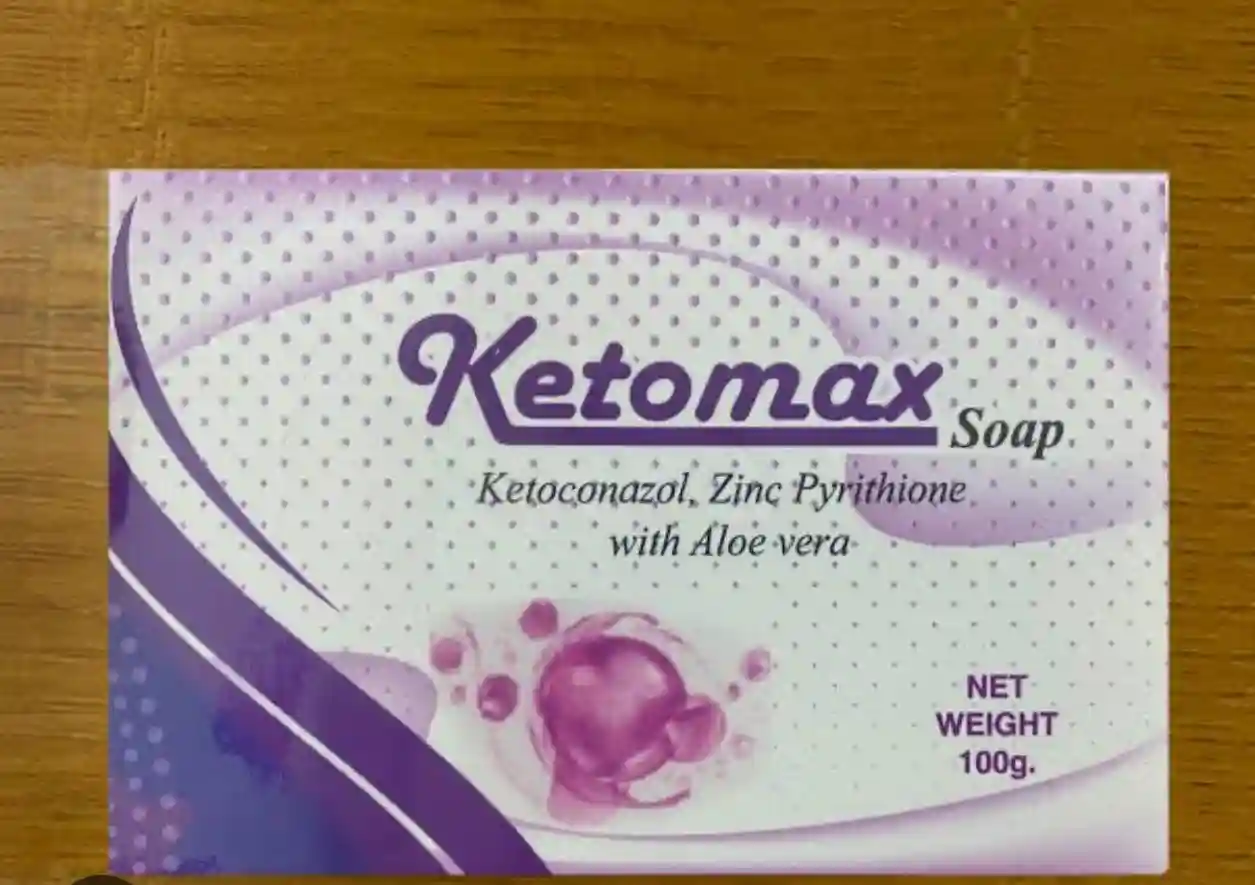 Ketomax Soap
Ketoconazol, Zinc Pyrithione
with Aloe vera
NET
WEIGHT
100g.